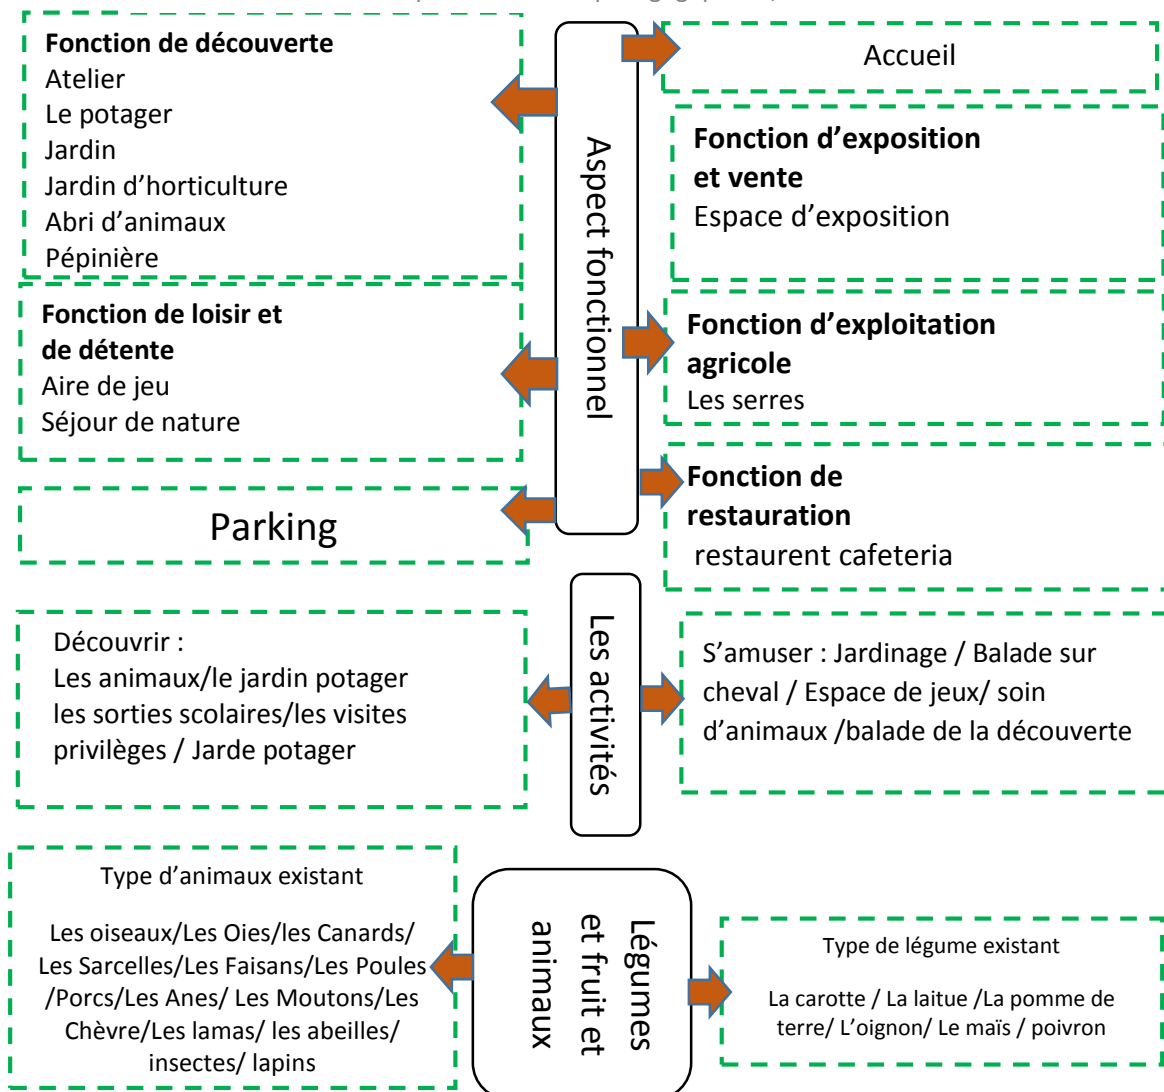 Fonction de découverte
Atelier
Le potager
Jardin
Jardin d’horticulture
Abri d’animaux
Pépinière
Fonction de loisir et
de détente
Aire de jeu
Séjour de nature
Parking
Aspect fonctionnel
Accueil
Fonction d’exposition
et vente
Espace d’exposition
Fonction d’exploitation
agricole
Les serres
Fonction de
restauration
restaurent cafeteria
Découvrir :
Les animaux/le jardin potager
les sorties scolaires/les visites
privilèges / Jarde potager
Les activités
S’amuser : Jardinage / Balade sur
cheval / Espace de jeux/ soin
d’animaux /balade de la découverte
Type d’animaux existant
Les oiseaux/Les Oies/les Canards/
Les Sarcelles/Les Faisans/Les Poules
/Porcs/Les Anes/ Les Moutons/Les
Chèvre/Les lamas/ les abeilles/
insectes/ lapins
Légumes
et fruit et
animaux
Type de légume existant
La carotte / La laitue /La pomme de
terre/ L’oignon/ Le maïs / poivron